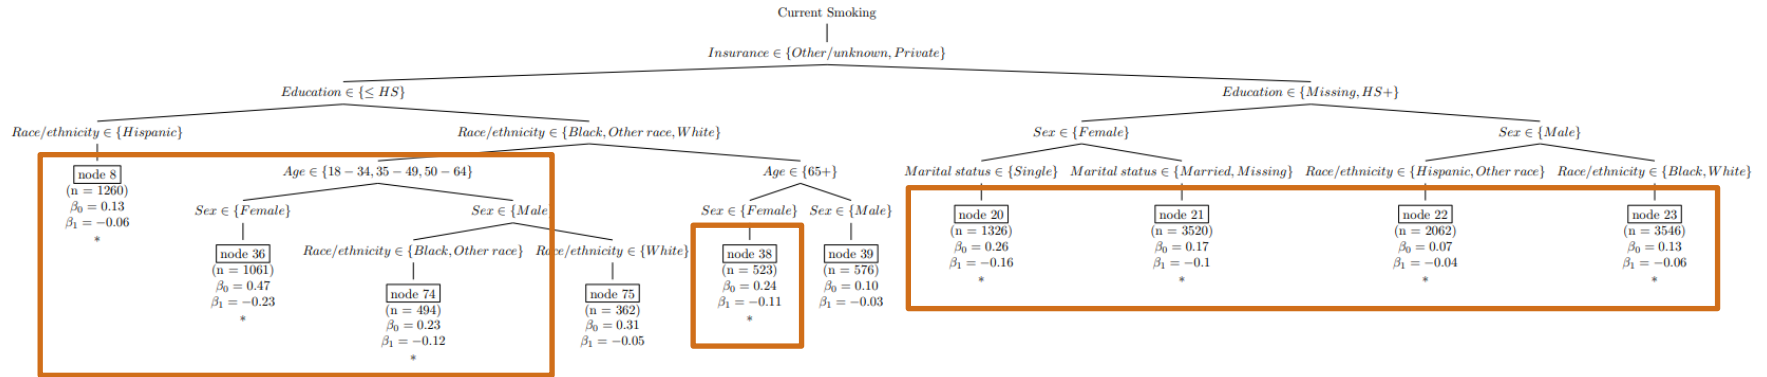 Current Smoking
Insurance ∈ {Other/unknown, Private}
Education ∈ {≤ HS}
Education ∈ {Missing, HS+}
Race/ethnicity ∈ {Hispanic}
Race/ethnicity ∈ {Black, Other race, White}
Sex ∈ {Female}
Sex ∈ {Male}
node 8
(n = 1260)
β₀ = 0.13
β₁ = −0.06
*
Age ∈ {18 − 34, 35 − 49, 50 − 64}
Age ∈ {65+}
Marital status ∈ {Single}
Marital status ∈ {Married, Missing}
Race/ethnicity ∈ {Hispanic, Other race}
Race/ethnicity ∈ {Black, White}
Sex ∈ {Female}
Sex ∈ {Male
Sex ∈ {Female}
Sex ∈ {Male}
node 36
(n = 1061)
β₀ = 0.47
β₁ = −0.23
*
Race/ethnicity ∈ {Black, Other race}
Race/ethnicity ∈ {White}
node 74
(n = 494)
β₀ = 0.23
β₁ = −0.12
*
node 75
(n = 362)
β₀ = 0.31
β₁ = −0.05
node 38
(n = 523)
β₀ = 0.24
β₁ = −0.11
*
node 39
(n = 576)
β₀ = 0.10
β₁ = −0.03
node 20
(n = 1326)
β₀ = 0.26
β₁ = −0.16
*
node 21
(n = 3520)
β₀ = 0.17
β₁ = −0.1
*
node 22
(n = 2062)
β₀ = 0.07
β₁ = −0.04
*
node 23
(n = 3546)
β₀ = 0.13
β₁ = −0.06
*